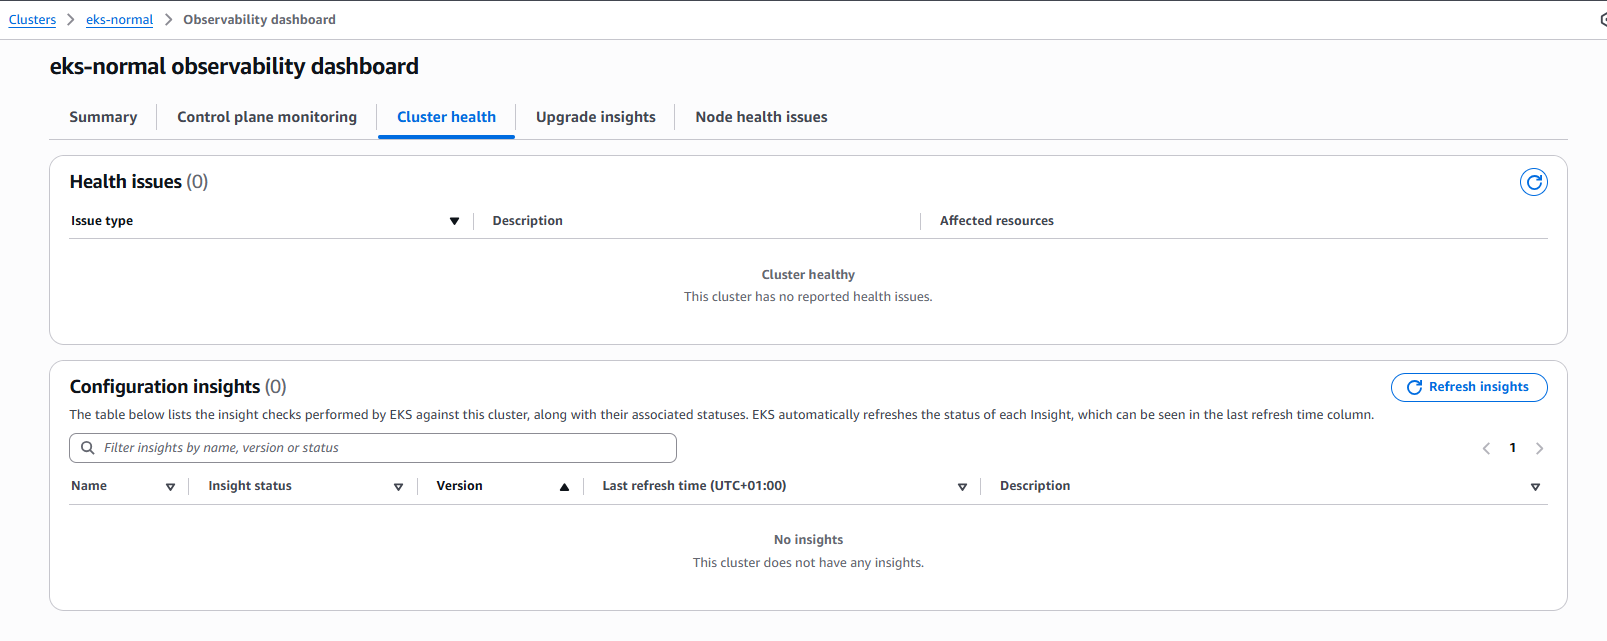 Clusters > eks-normal > Observability dashboard
eks-normal observability dashboard
Summary Control plane monitoring Cluster health Upgrade insights Node health issues
Health issues (0)
Issue type Description Affected resources
Cluster healthy
This cluster has no reported health issues.
Configuration insights (0) Refresh insights
The table below lists the insight checks performed by EKS against this cluster, along with their associated statuses. EKS automatically refreshes the status of each Insight, which can be seen in the last refresh time column.
Filter insights by name, version or status < 1 >
Name Insight status Version Last refresh time (UTC+01:00) Description
No insights
This cluster does not have any insights.